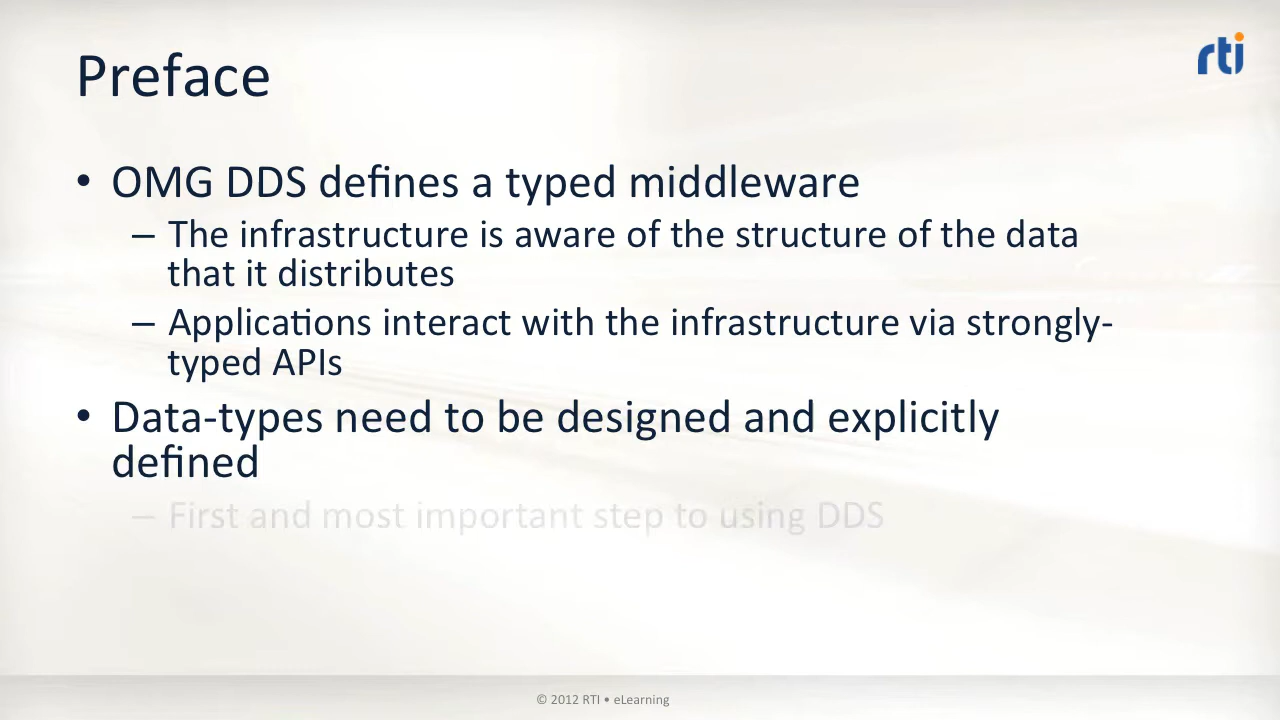 Preface
rti
• OMG DDS defines a typed middleware
– The infrastructure is aware of the structure of the data
that it distributes
– Applications interact with the infrastructure via strongly-
typed APIs
• Data-types need to be designed and explicitly
defined
– First and most important step to using DDS
© 2012 RTI • eLearning